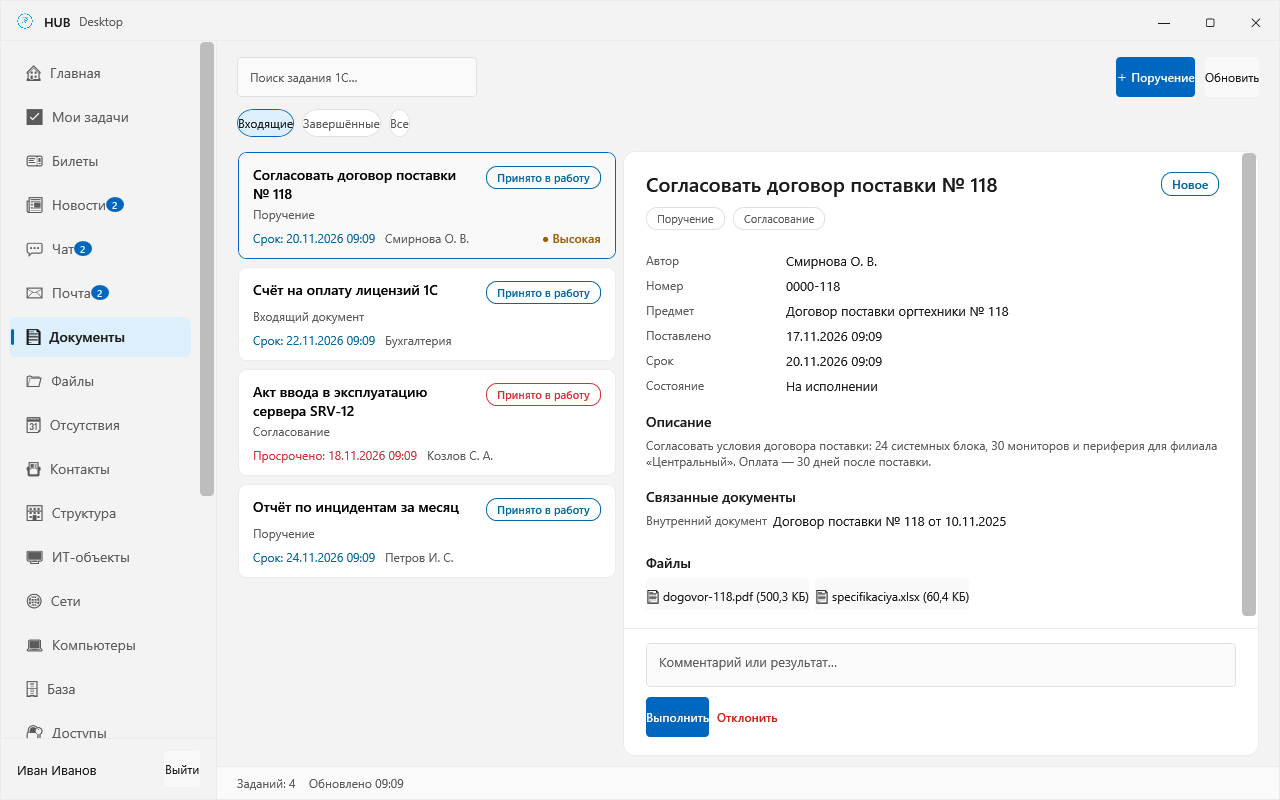 HUB Desktop
Главная
Мои задачи
Билеты
Новости 2
Чат 2
Почта 2
Документы
Файлы
Отсутствия
Контакты
Структура
ИТ-объекты
Сети
Компьютеры
База
Доступы
Иван Иванов Выйти
Поиск задания 1С...
+ Поручение Обновить
Входящие Завершённые Все
Согласовать договор поставки
№ 118
Принято в работу
Поручение
Срок: 20.11.2026 09:09 Смирнова О. В. ● Высокая
Счёт на оплату лицензий 1С
Принято в работу
Входящий документ
Срок: 22.11.2026 09:09 Бухгалтерия
Акт ввода в эксплуатацию
сервера SRV-12
Принято в работу
Согласование
Просрочено: 18.11.2026 09:09 Козлов С. А.
Отчёт по инцидентам за месяц
Принято в работу
Поручение
Срок: 24.11.2026 09:09 Петров И. С.
Согласовать договор поставки № 118
Новое
Поручение Согласование
Автор Смирнова О. В.
Номер 0000-118
Предмет Договор поставки оргтехники № 118
Поставлено 17.11.2026 09:09
Срок 20.11.2026 09:09
Состояние На исполнении
Описание
Согласовать условия договора поставки: 24 системных блока, 30 мониторов и периферия для филиала
«Центральный». Оплата — 30 дней после поставки.
Связанные документы
Внутренний документ Договор поставки № 118 от 10.11.2025
Файлы
dogovor-118.pdf (500,3 КБ) specifikaciya.xlsx (60,4 КБ)
Комментарий или результат...
Выполнить Отклонить
Заданий: 4 Обновлено 09:09